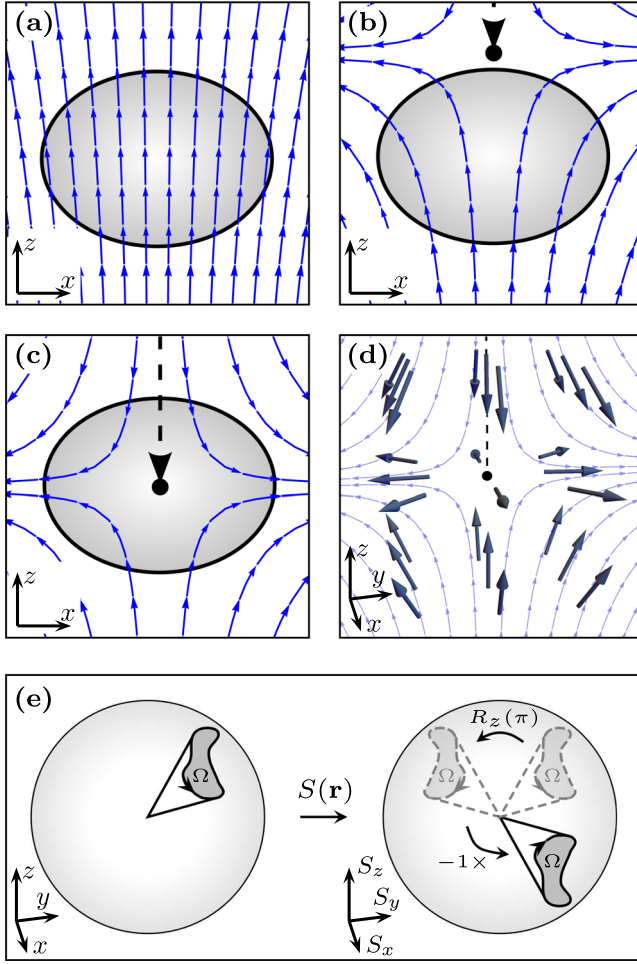 (a)
z
x
(b)
z
x
(c)
z
x
(d)
z
y
x
(e)
Ω
z
y
x
S(r)
R_z(π)
Ω
Ω
−1×
Ω
S_z
S_y
S_x